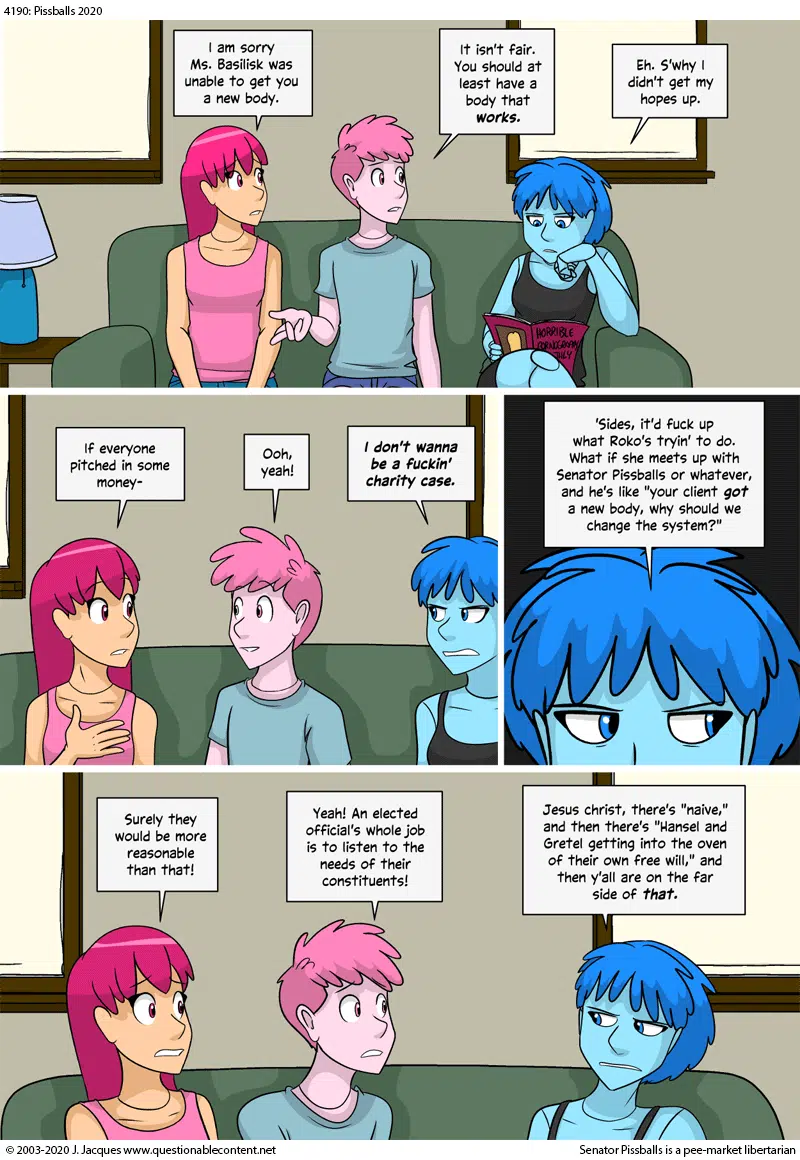 4190: Pissballs 2020
I am sorry
Ms. Basilisk was
unable to get you
a new body.
It isn't fair.
You should at
least have a
body that
works.
Eh. S'why I
didn't get my
hopes up.
HORRIBLE
PORNOGRAPHY
If everyone
pitched in some
money-
Ooh,
yeah!
I don't wanna
be a fuckin'
charity case.
'Sides, it'd fuck up
what Roko's tryin' to do.
What if she meets up with
Senator Pissballs or whatever,
and he's like "your client got
a new body, why should we
change the system?"
Surely they
would be more
reasonable
than that!
Yeah! An elected
official's whole job
is to listen to the
needs of their
constituents!
Jesus christ, there's "naive,"
and then there's "Hansel and
Gretel getting into the oven
of their own free will," and
then y'all are on the far
side of that.
© 2003-2020 J. Jacques www.questionablecontent.net
Senator Pissballs is a pee-market libertarian